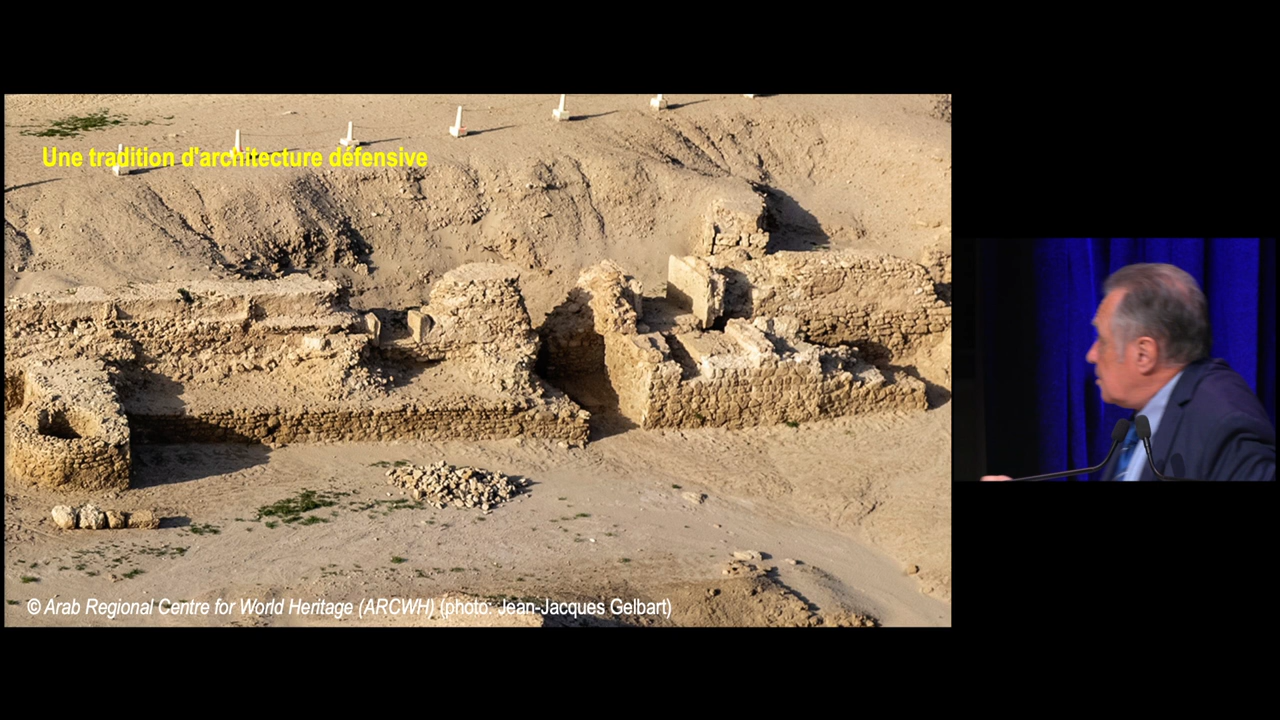 Une tradition d'architecture défensive
© Arab Regional Centre for World Heritage (ARCWH) (photo: Jean-Jacques Gelbart)